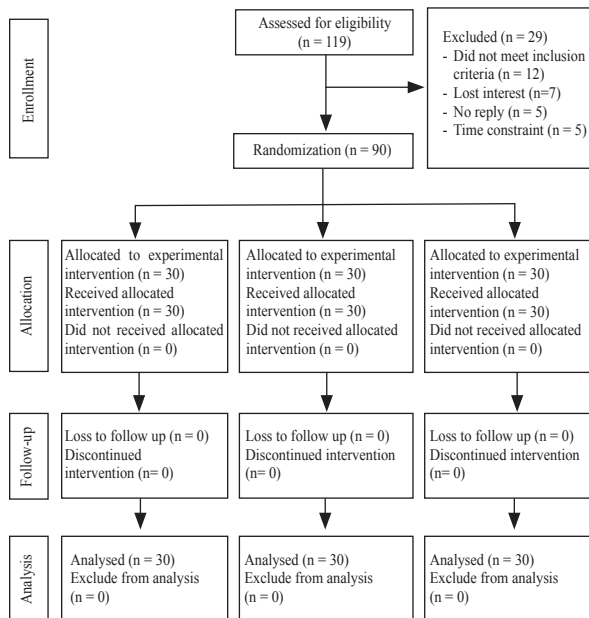 Enrollment
Assessed for eligibility
(n = 119)
Excluded (n = 29)
- Did not meet inclusion
criteria (n = 12)
- Lost interest (n=7)
- No reply (n = 5)
- Time constraint (n = 5)
Randomization (n = 90)
Allocation
Allocated to experimental
intervention (n = 30)
Received allocated
intervention (n = 30)
Did not received allocated
intervention (n = 0)
Allocated to experimental
intervention (n = 30)
Received allocated
intervention (n = 30)
Did not received allocated
intervention (n = 0)
Allocated to experimental
intervention (n = 30)
Received allocated
intervention (n = 30)
Did not received allocated
intervention (n = 0)
Follow-up
Loss to follow up (n = 0)
Discontinued
intervention (n= 0)
Loss to follow up (n = 0)
Discontinued intervention
(n= 0)
Loss to follow up (n = 0)
Discontinued intervention
(n = 0)
Analysis
Analysed (n = 30)
Exclude from analysis
(n = 0)
Analysed (n = 30)
Exclude from analysis
(n = 0)
Analysed (n = 30)
Exclude from analysis
(n = 0)